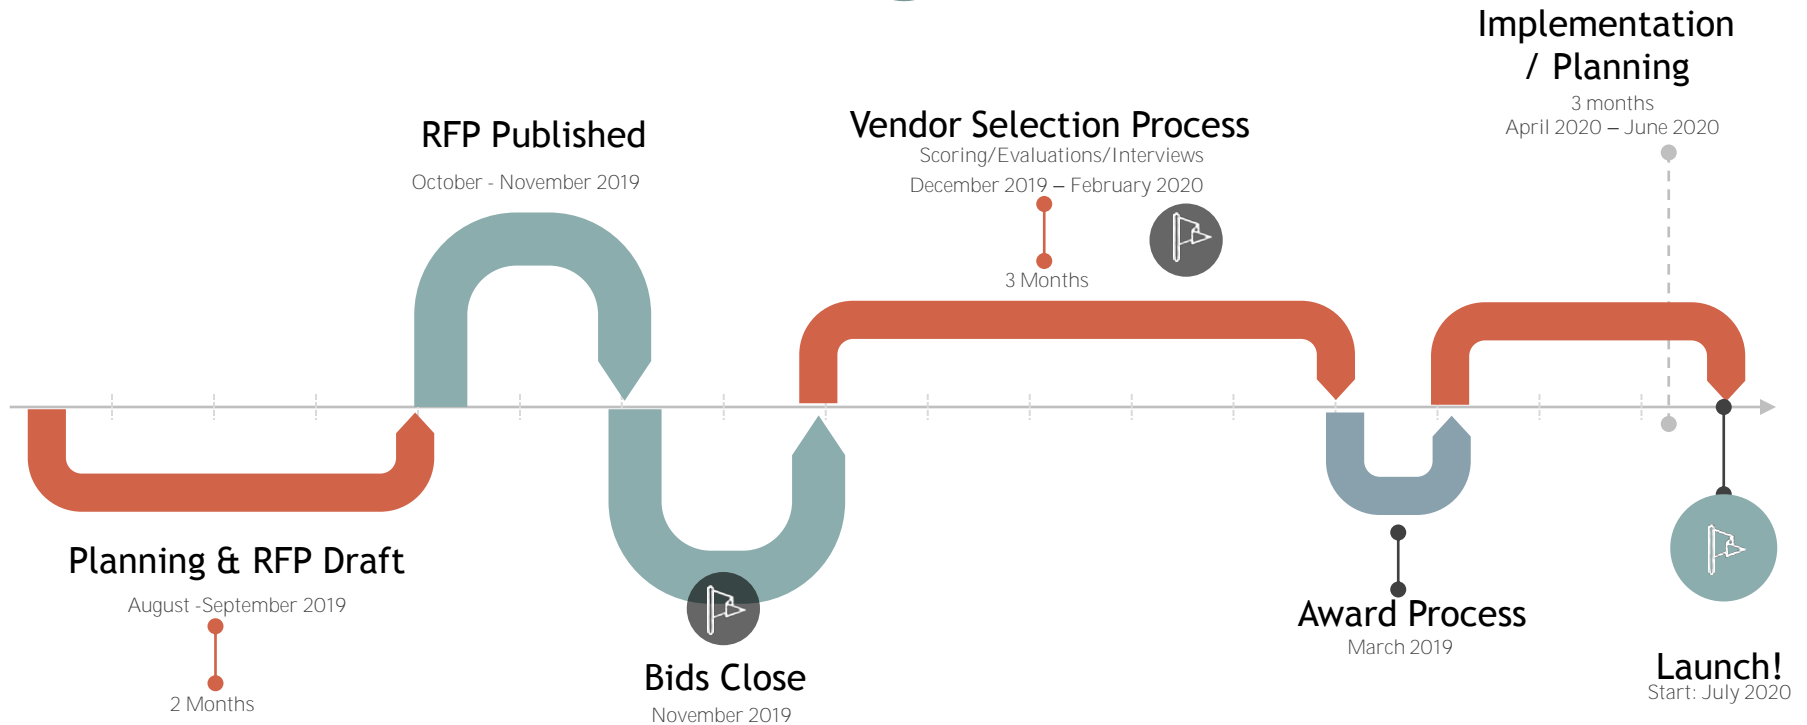 Implementation
/ Planning
3 months
April 2020 – June 2020
RFP Published
October - November 2019
Vendor Selection Process
Scoring/Evaluations/Interviews
December 2019 – February 2020
3 Months
Planning & RFP Draft
August -September 2019
2 Months
Bids Close
November 2019
Award Process
March 2019
Launch!
Start: July 2020